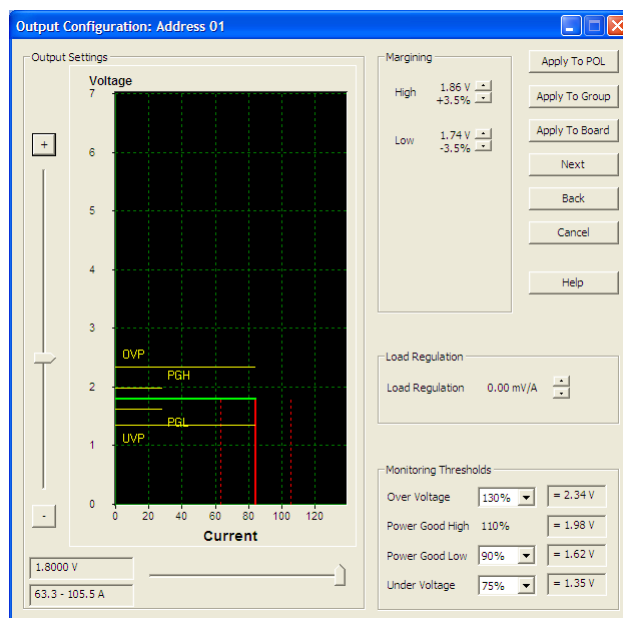 Output Configuration: Address 01
Output Settings
Voltage
7
6
5
4
3
2
1
0
OVP
PGH
PGL
UVP
0 20 40 60 80 100 120
Current
+
-
1.8000 V
63.3 - 105.5 A
Margining
High 1.86 V
+3.5%
Low 1.74 V
-3.5%
Apply To POL
Apply To Group
Apply To Board
Next
Back
Cancel
Help
Load Regulation
Load Regulation 0.00 mV/A
Monitoring Thresholds
Over Voltage 130% = 2.34 V
Power Good High 110% = 1.98 V
Power Good Low 90% = 1.62 V
Under Voltage 75% = 1.35 V